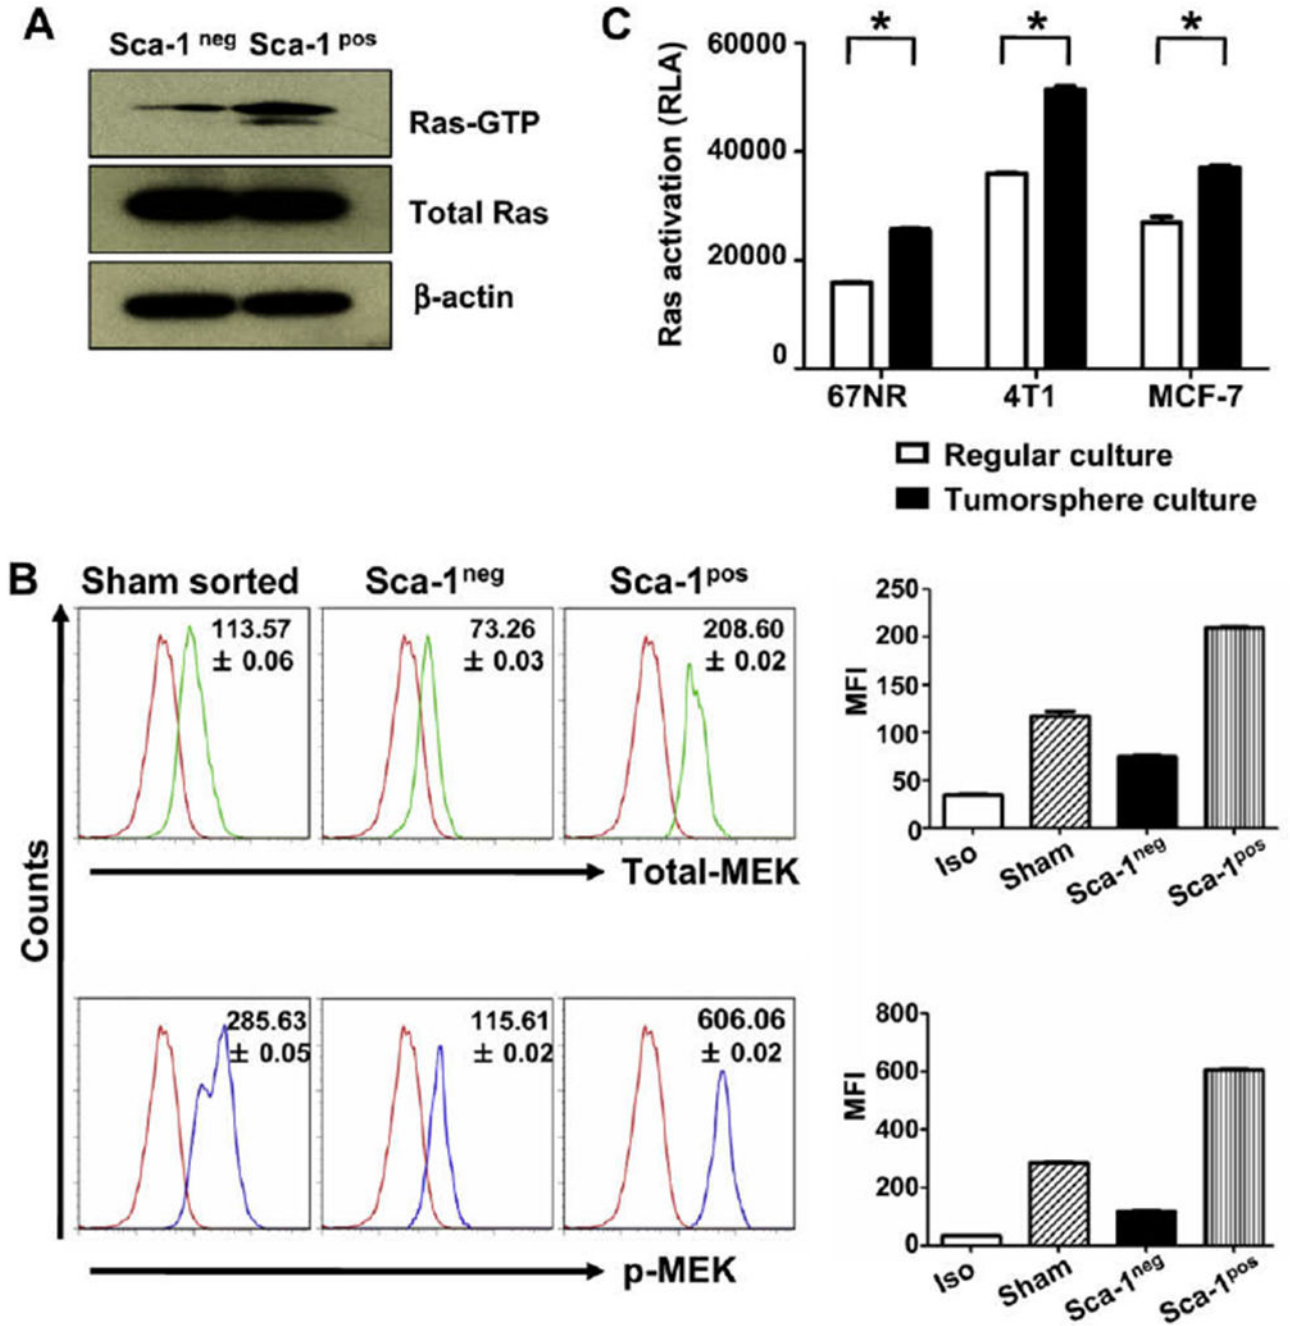 A
Sca-1 neg Sca-1 pos
Ras-GTP
Total Ras
β-actin
C
* * *
Ras activation (RLA)
60000
40000
20000
0
67NR 4T1 MCF-7
Regular culture
Tumorsphere culture
B
Sham sorted Sca-1neg Sca-1pos
113.57 73.26 208.60
± 0.06 ± 0.03 ± 0.02
Total-MEK
Counts
285.63 115.61 606.06
± 0.05 ± 0.02 ± 0.02
p-MEK
MFI
250
200
150
100
50
0
Iso Sham Sca-1neg Sca-1pos
MFI
800
600
400
200
0
Iso Sham Sca-1neg Sca-1pos